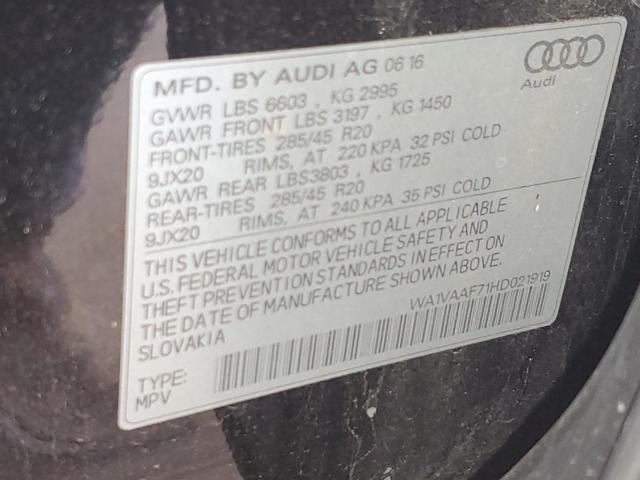 MFD. BY AUDI AG 06 16
Audi
GVWR LBS 6603 , KG 2995
GAWR FRONT LBS 3197 , KG 1450
FRONT-TIRES 285/45 R20
9JX20 RIMS, AT 220 KPA 32 PSI COLD
GAWR REAR LBS3803 , KG 1725
REAR-TIRES 285/45 R20
9JX20 RIMS, AT 240 KPA 35 PSI COLD
THIS VEHICLE CONFORMS TO ALL APPLICABLE
U.S. FEDERAL MOTOR VEHICLE SAFETY AND
THEFT PREVENTION STANDARDS IN EFFECT ON
THE DATE OF MANUFACTURE SHOWN ABOVE.
SLOVAKIA WA1VAAF71HD021919
TYPE:
MPV